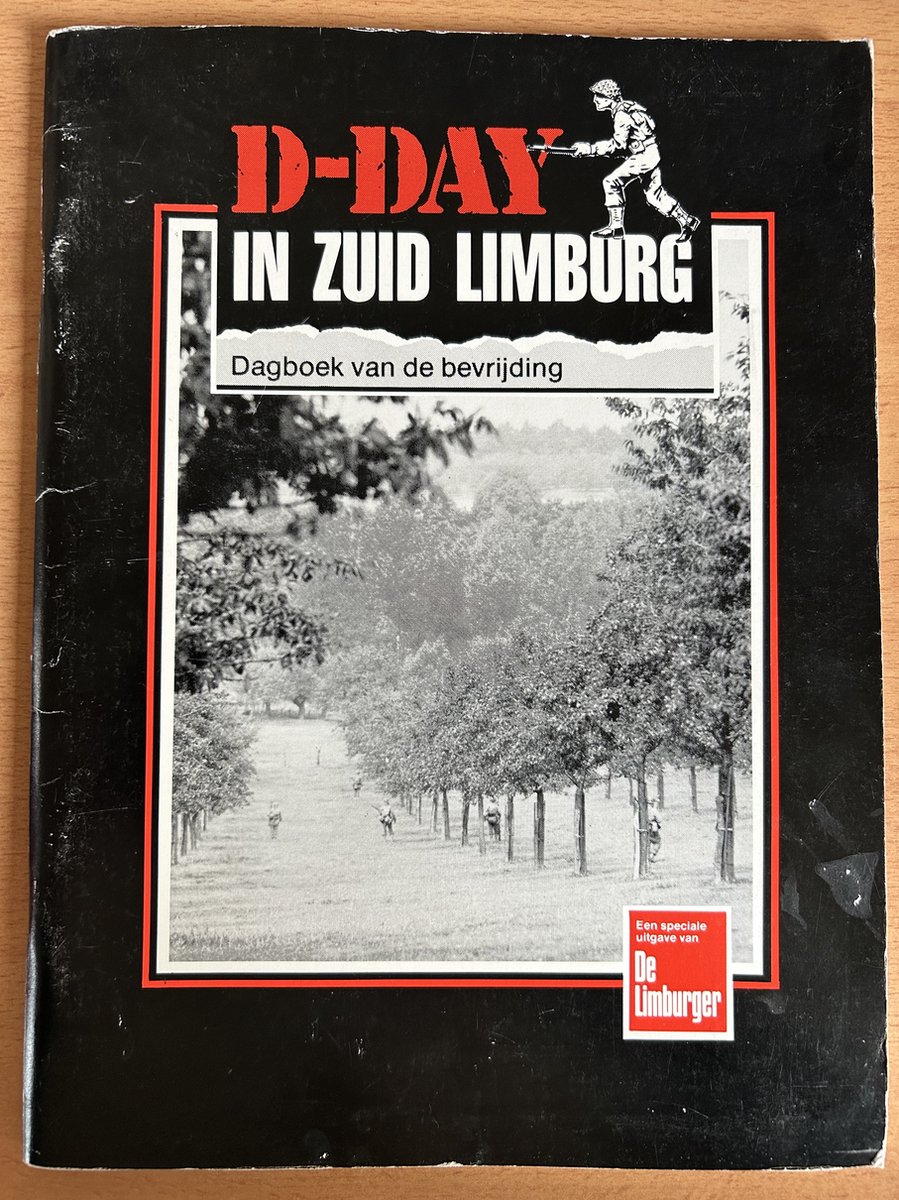 D-DAY
IN ZUID LIMBURG
Dagboek van de bevrijding
Een speciale
uitgave van
De
Limburger